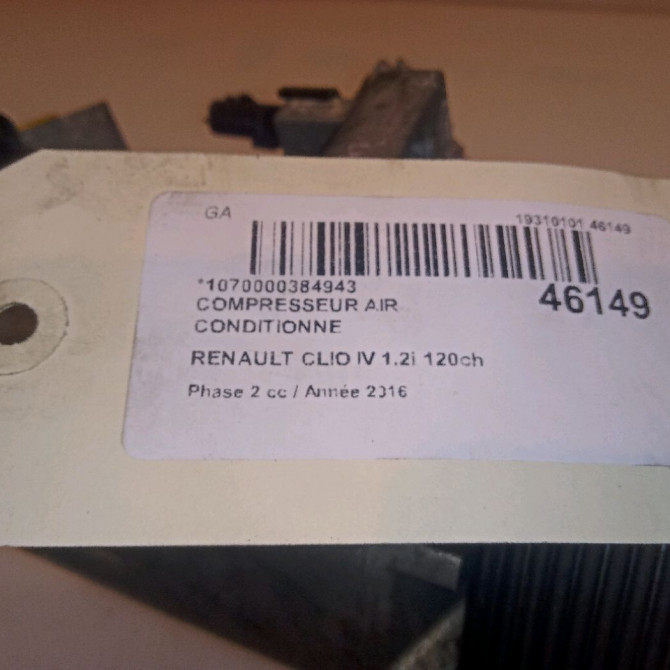 GA
19310101 46149
*1070000384943
46149
COMPRESSEUR AIR
CONDITIONNE
RENAULT CLIO IV 1.2i 120ch
Phase 2 cc / Année 2016